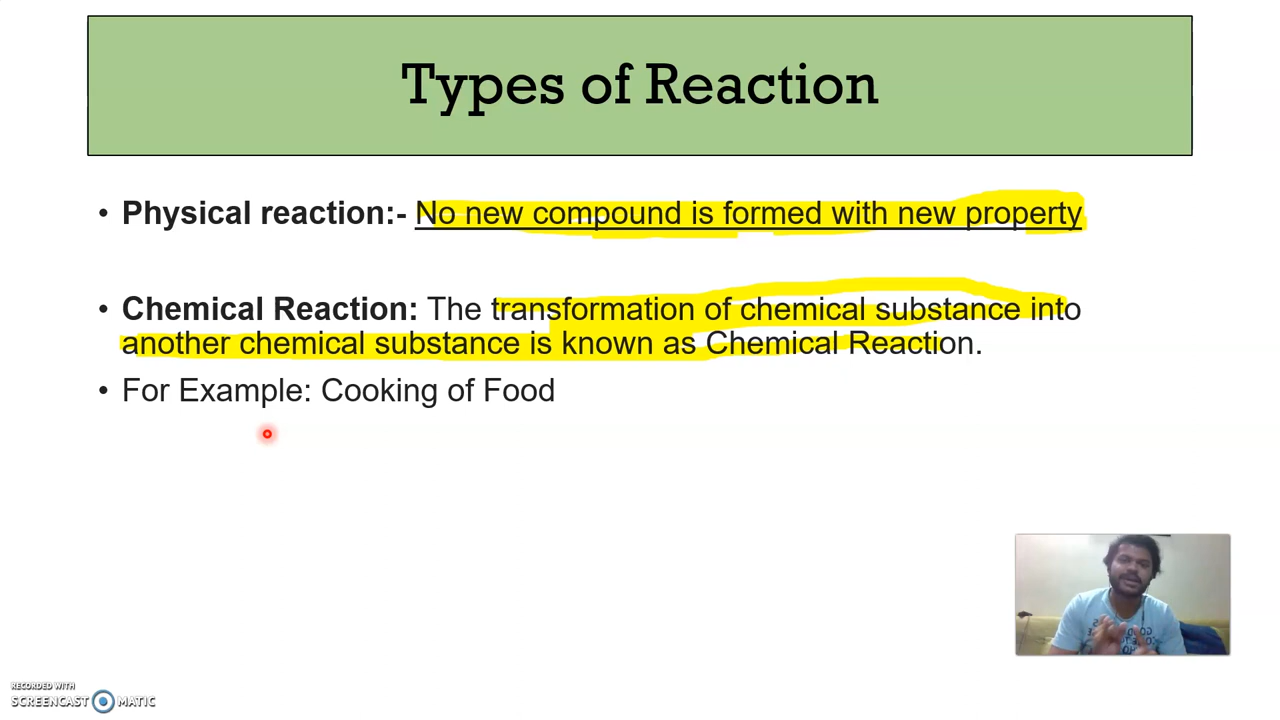 Types of Reaction
• Physical reaction:- No new compound is formed with new property
• Chemical Reaction: The transformation of chemical substance into
another chemical substance is known as Chemical Reaction.
• For Example: Cooking of Food
RECORDED WITH
SCREENCAST MATIC